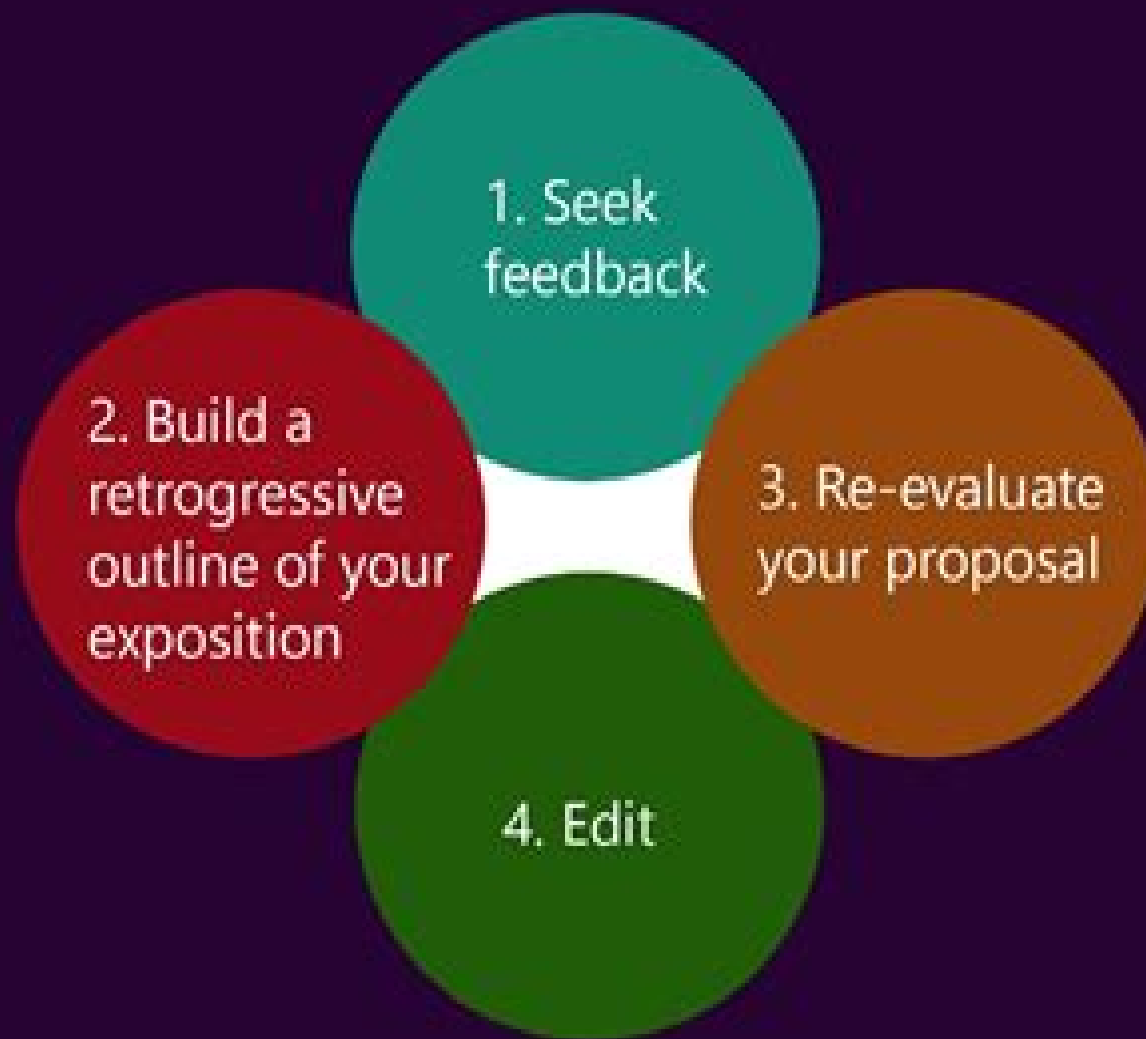 1. Seek
feedback
2. Build a
retrogressive
outline of your
exposition
3. Re-evaluate
your proposal
4. Edit